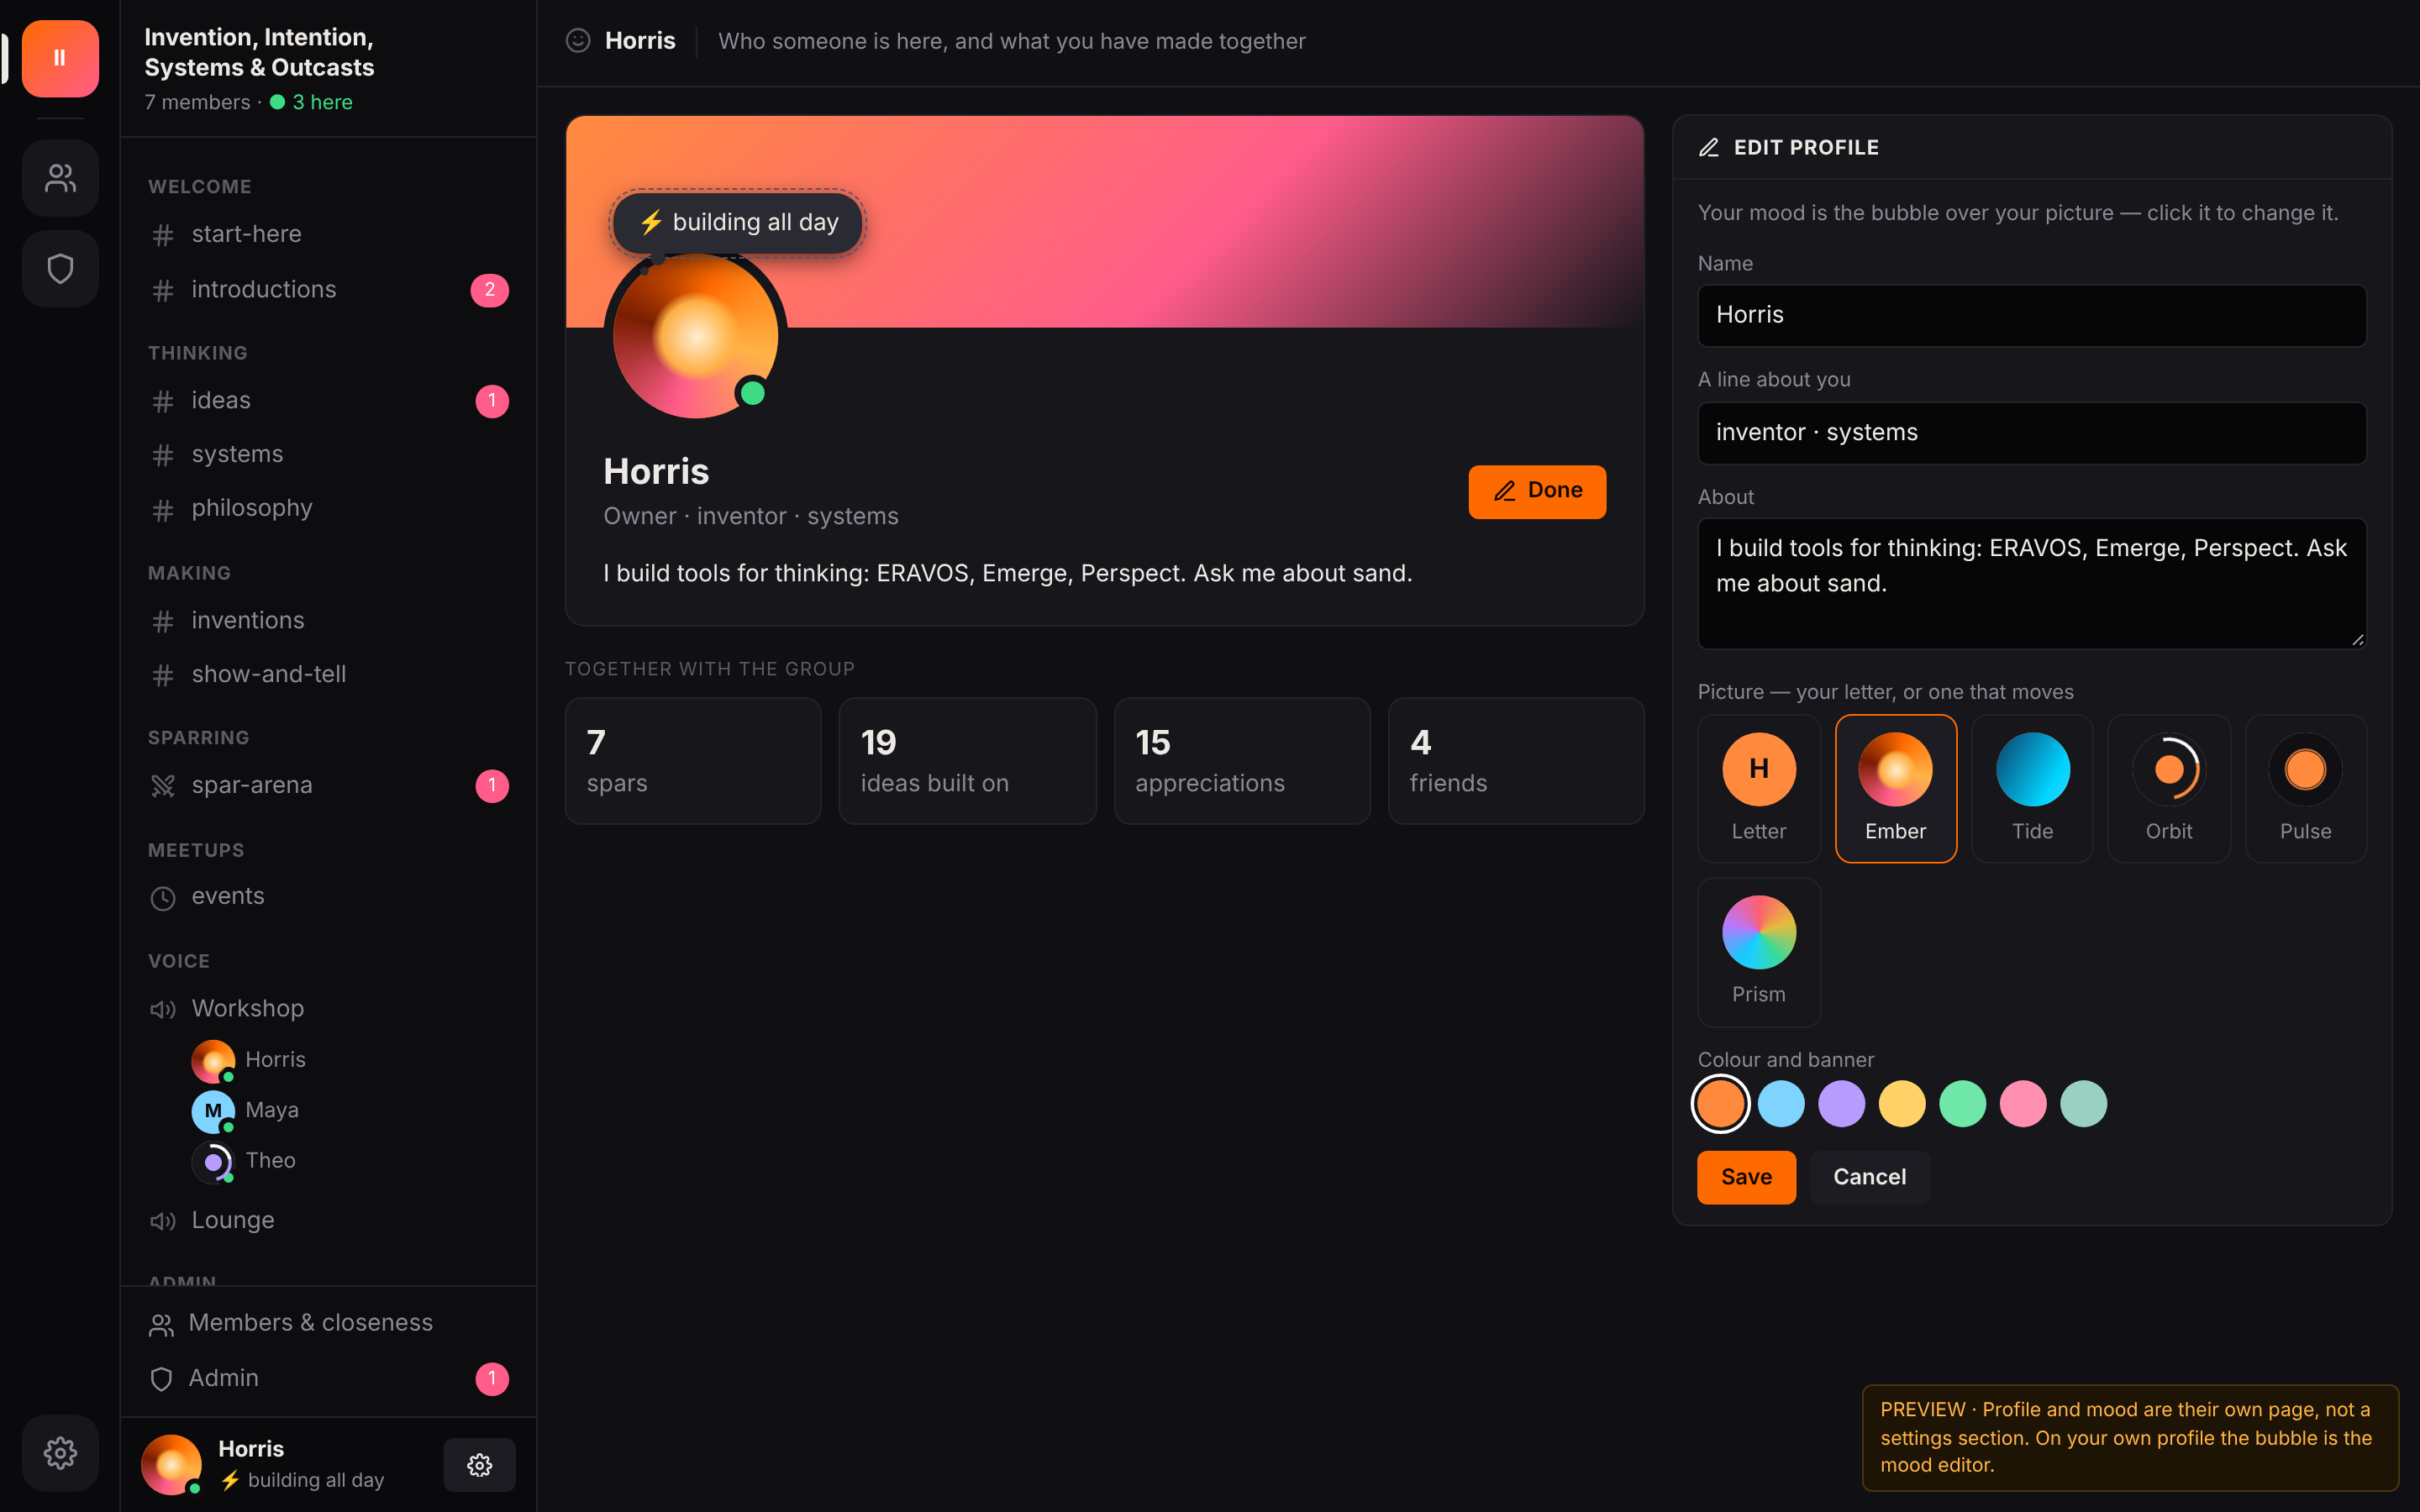 II
Invention, Intention,
Systems & Outcasts
7 members · 3 here
WELCOME
start-here
introductions 2
THINKING
ideas 1
systems
philosophy
MAKING
inventions
show-and-tell
SPARRING
spar-arena 1
MEETUPS
events
VOICE
Workshop
Horris
M Maya
Theo
Lounge
ADMIN
Members & closeness
Admin 1
Horris
⚡ building all day
Horris Who someone is here, and what you have made together
⚡ building all day
Horris
Owner · inventor · systems
Done
I build tools for thinking: ERAVOS, Emerge, Perspect. Ask me about sand.
TOGETHER WITH THE GROUP
7
spars
19
ideas built on
15
appreciations
4
friends
EDIT PROFILE
Your mood is the bubble over your picture — click it to change it.
Name
Horris
A line about you
inventor · systems
About
I build tools for thinking: ERAVOS, Emerge, Perspect. Ask
me about sand.
Picture — your letter, or one that moves
H
Letter Ember Tide Orbit Pulse
Prism
Colour and banner
Save Cancel
PREVIEW · Profile and mood are their own page, not a
settings section. On your own profile the bubble is the
mood editor.